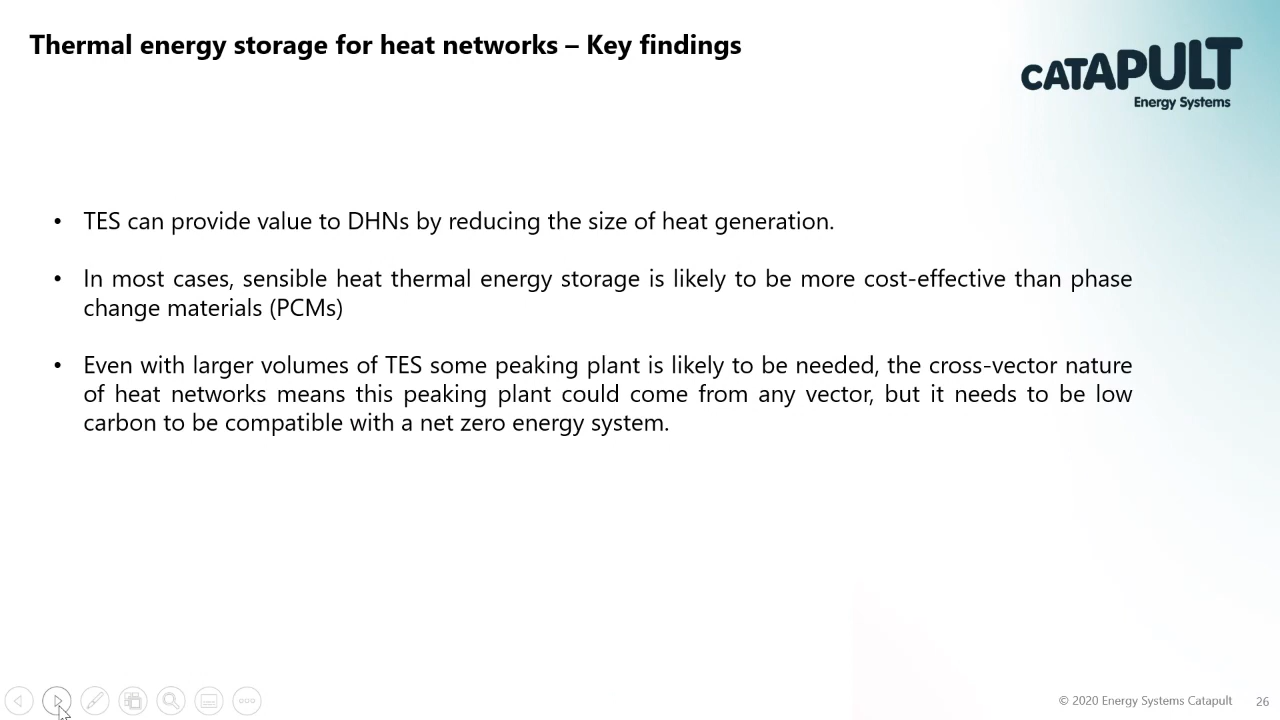 Thermal energy storage for heat networks – Key findings
CATAPULT
Energy Systems
• TES can provide value to DHNs by reducing the size of heat generation.
• In most cases, sensible heat thermal energy storage is likely to be more cost-effective than phase
change materials (PCMs)
• Even with larger volumes of TES some peaking plant is likely to be needed, the cross-vector nature
of heat networks means this peaking plant could come from any vector, but it needs to be low
carbon to be compatible with a net zero energy system.
© 2020 Energy Systems Catapult
26